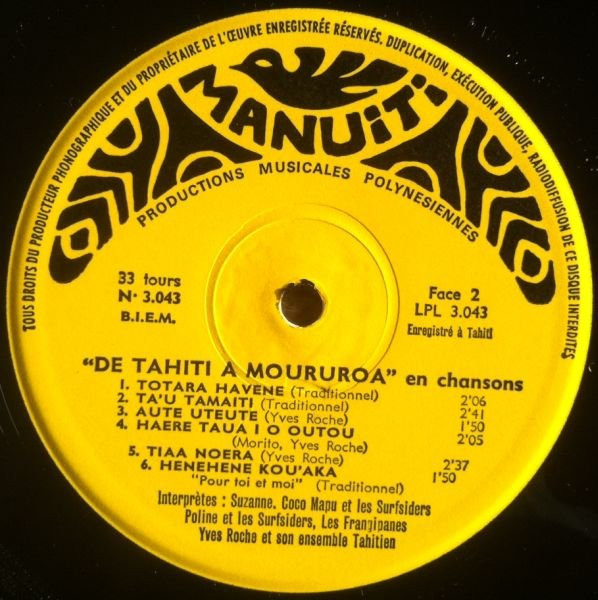 TOUS DROITS DU PRODUCTEUR PHONOGRAPHIQUE ET DU PROPRIÉTAIRE DE L'ŒUVRE ENREGISTRÉE RÉSERVÉS. DUPLICATION, EXÉCUTION PUBLIQUE, RADIODIFFUSION DE CE DISQUE INTERDITES
MANUiTi
PRODUCTIONS MUSICALES POLYNESIENNES
33 tours
N· 3.043
B.I.E.M.
Face 2
LPL 3.043
Enregistré à Tahiti
"DE TAHITI A MOURUROA" en chansons
1. TOTARA HAVENE (Traditionnel) 2'06
2. TA'U TAMAITI (Traditionnel) 2'41
3. AUTE UTEUTE (Yves Roche) 1'50
4. HAERE TAUA I O OUTOU 2'05
(Morito, Yves Roche)
5. TIAA NOERA (Yves Roche) 2'37
6. HENEHENE KOU'AKA 1'50
"Pour toi et moi" (Traditionnel)
Interprètes : Suzanne. Coco Mapu et les Surfsiders
Poline et les Surfsiders, Les Frangipanes
Yves Roche et son ensemble Tahitien